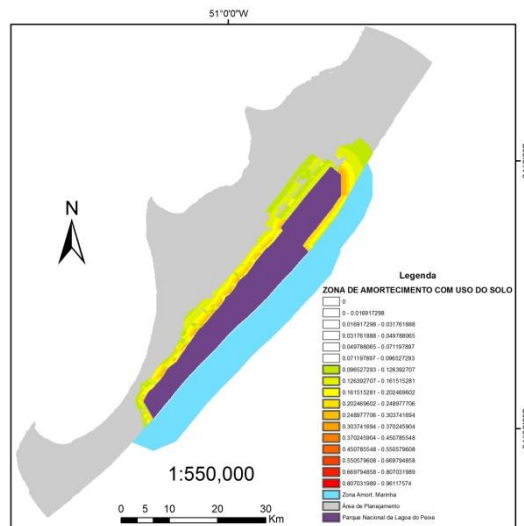 51°0'0"W
N
Legenda
ZONA DE AMORTECIMENTO COM USO DO SOLO
0
0 - 0.016917298
0.016917298 - 0.031761888
0.031761888 - 0.049788065
0.049788065 - 0.071197897
0.071197897 - 0.096527293
0.096527293 - 0.126392707
0.126392707 - 0.161515281
0.161515281 - 0.202469602
0.202469602 - 0.248977706
0.248977706 - 0.303741694
0.303741694 - 0.370245904
0.370245904 - 0.450785548
0.450785548 - 0.550579608
0.550579608 - 0.669794858
0.669794858 - 0.807031989
0.807031989 - 0.96117574
Zona Amort. Marinha
Área de Planejamento
Parque Nacional da Lagoa do Peixe
1:550,000
0 5 10 20 30
Km